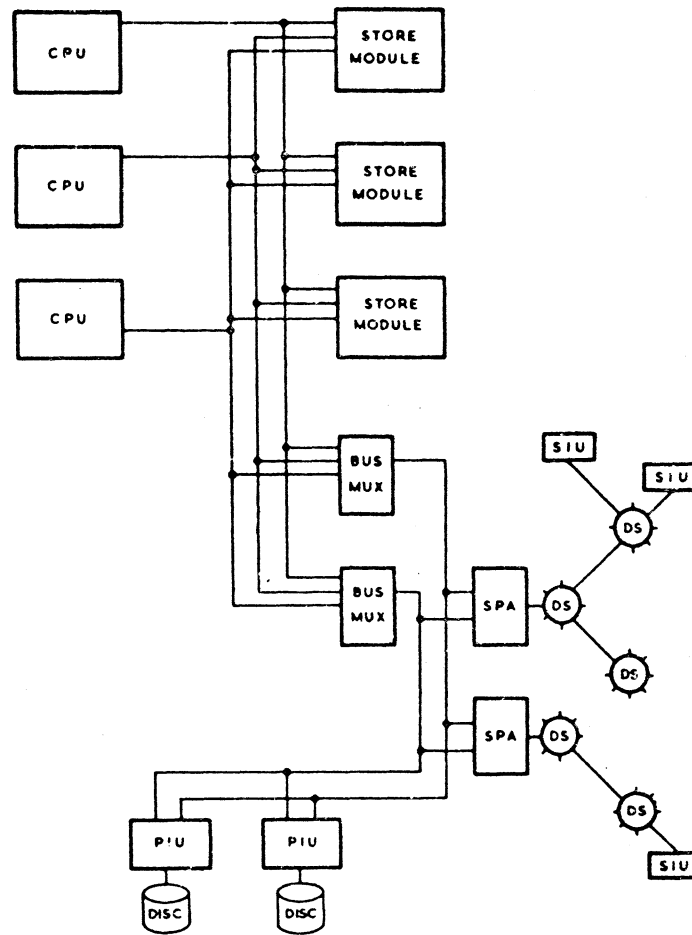 CPU
STORE
MODULE
CPU
STORE
MODULE
CPU
STORE
MODULE
BUS
MUX
SIU
SIU
DS
BUS
MUX
SPA
DS
DS
SPA
DS
DS
PIU
PIU
SIU
DISC
DISC